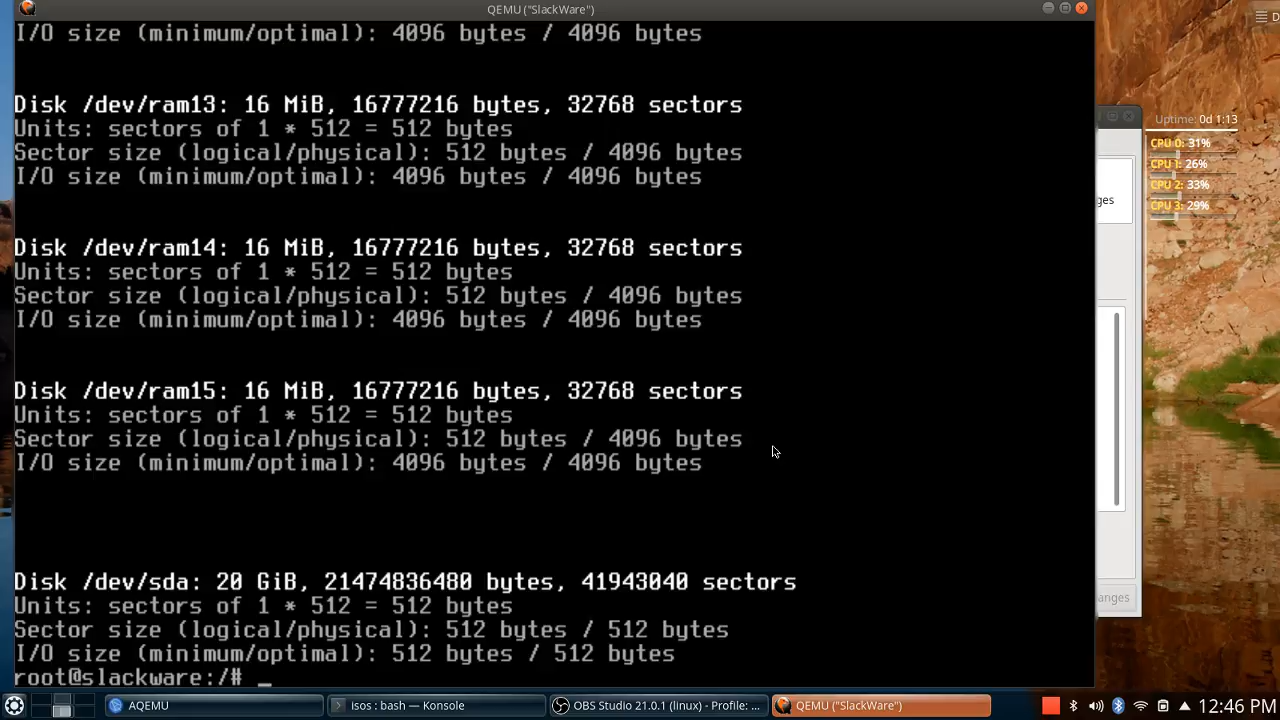 QEMU ("SlackWare")
D
I/O size (minimum/optimal): 4096 bytes / 4096 bytes
Disk /dev/ram13: 16 MiB, 16777216 bytes, 32768 sectors
Units: sectors of 1 * 512 = 512 bytes
Sector size (logical/physical): 512 bytes / 4096 bytes
I/O size (minimum/optimal): 4096 bytes / 4096 bytes
Disk /dev/ram14: 16 MiB, 16777216 bytes, 32768 sectors
Units: sectors of 1 * 512 = 512 bytes
Sector size (logical/physical): 512 bytes / 4096 bytes
I/O size (minimum/optimal): 4096 bytes / 4096 bytes
Disk /dev/ram15: 16 MiB, 16777216 bytes, 32768 sectors
Units: sectors of 1 * 512 = 512 bytes
Sector size (logical/physical): 512 bytes / 4096 bytes
I/O size (minimum/optimal): 4096 bytes / 4096 bytes
Disk /dev/sda: 20 GiB, 21474836480 bytes, 41943040 sectors
Units: sectors of 1 * 512 = 512 bytes
Sector size (logical/physical): 512 bytes / 512 bytes
I/O size (minimum/optimal): 512 bytes / 512 bytes
root@slackware:/# _
ges
anges
Uptime: 0d 1:13
CPU 0: 31%
CPU 1: 26%
CPU 2: 33%
CPU 3: 29%
AQEMU
isos : bash — Konsole
OBS Studio 21.0.1 (linux) - Profile: ...
QEMU ("SlackWare")
12:46 PM